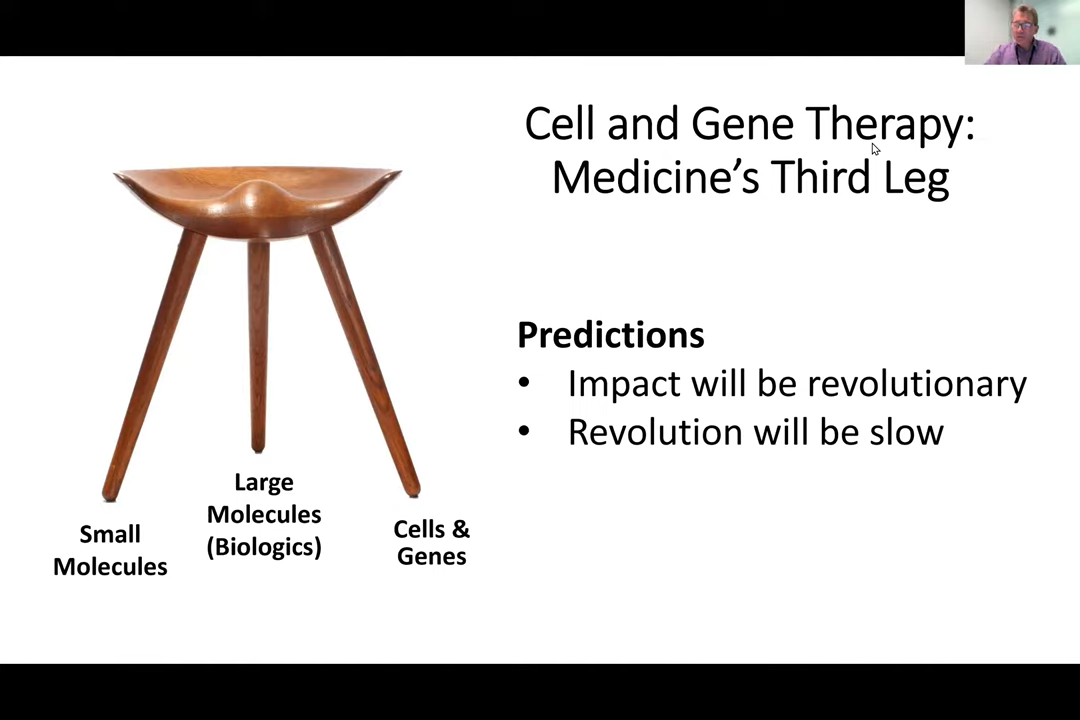 Cell and Gene Therapy:
Medicine’s Third Leg
Predictions
• Impact will be revolutionary
• Revolution will be slow
Small
Molecules
Large
Molecules
(Biologics)
Cells &
Genes